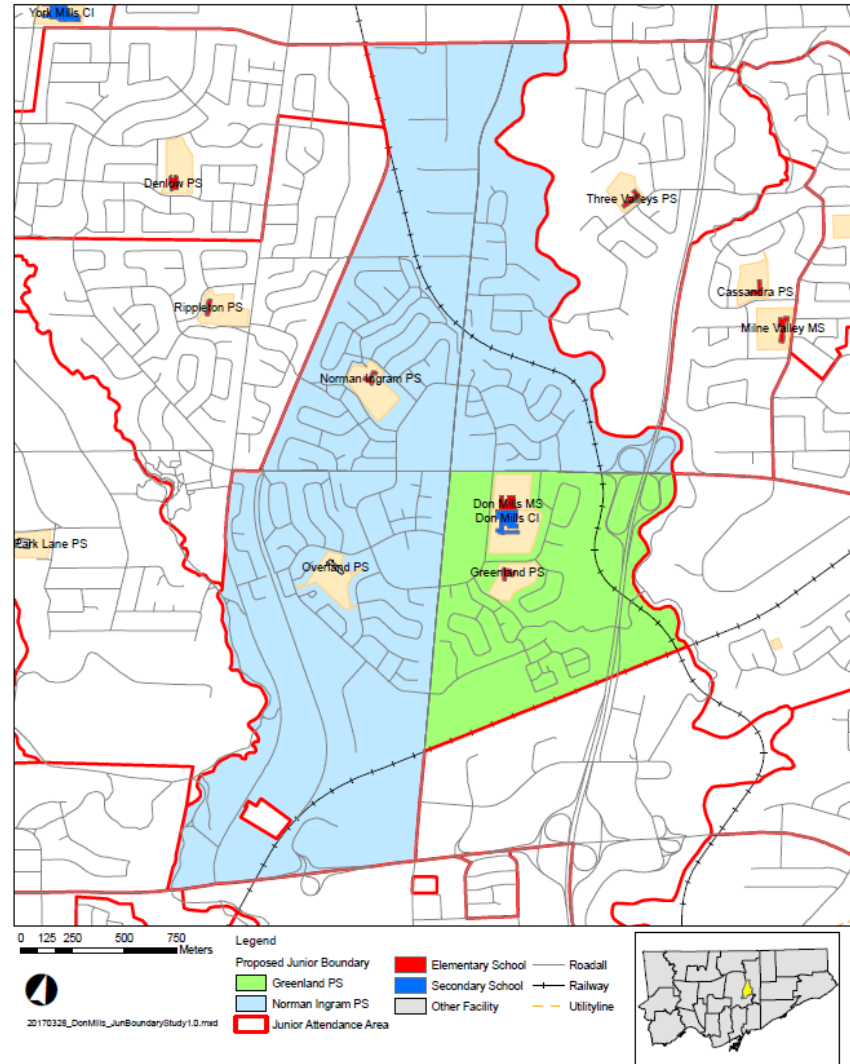 York Mills CI
Denlow PS
Three Valleys PS
Rippleton PS
Cassandra PS
Milne Valley MS
Norman Ingram PS
Don Mills MS
Don Mills CI
Park Lane PS
Overland PS
Greenland PS
0 125 250 500 750
Meters
Legend
Proposed Junior Boundary
Greenland PS
Norman Ingram PS
Junior Attendance Area
Elementary School
Secondary School
Other Facility
Roadall
Railway
Utilityline
20170328_DonMills_JunBoundaryStudy1.0.mxd